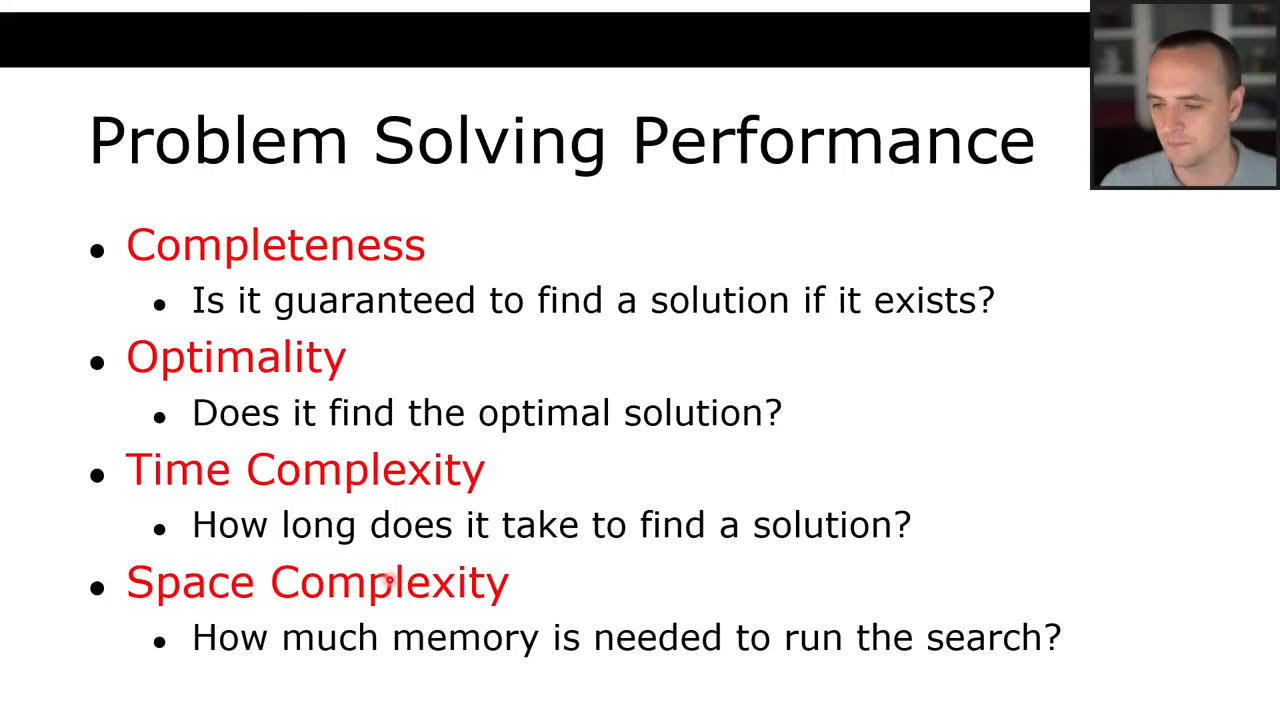 Problem Solving Performance
• Completeness
• Is it guaranteed to find a solution if it exists?
• Optimality
• Does it find the optimal solution?
• Time Complexity
• How long does it take to find a solution?
• Space Complexity
• How much memory is needed to run the search?